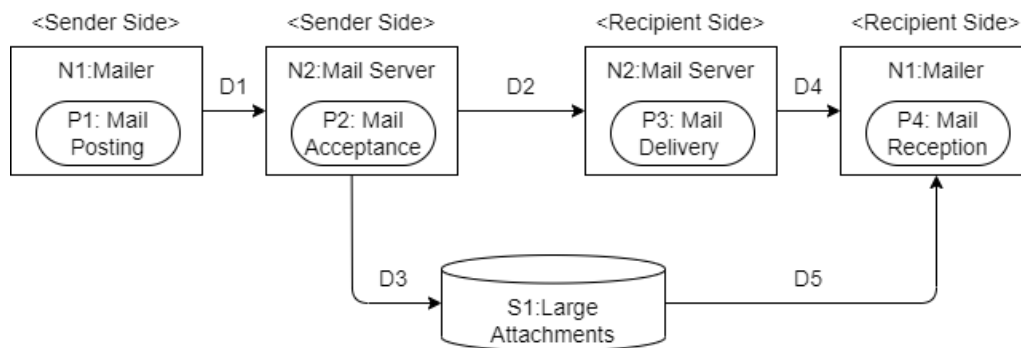 <Sender Side>
<Sender Side>
<Recipient Side>
<Recipient Side>
N1:Mailer
N2:Mail Server
N2:Mail Server
N1:Mailer
D1
D2
D4
P1: Mail
Posting
P2: Mail
Acceptance
P3: Mail
Delivery
P4: Mail
Reception
D3
D5
S1:Large
Attachments